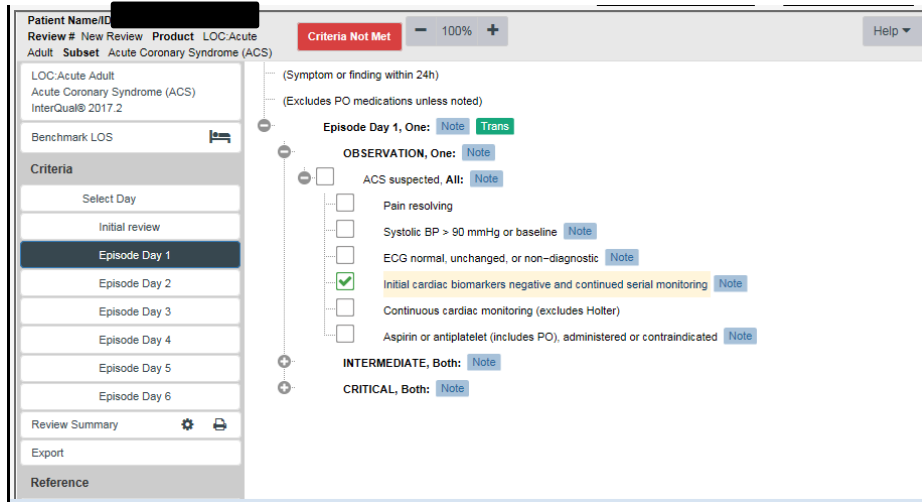 Patient Name/ID
Review # New Review Product LOC:Acute
Adult Subset Acute Coronary Syndrome (ACS)
Criteria Not Met
100%
Help
LOC:Acute Adult
Acute Coronary Syndrome (ACS)
InterQual® 2017.2
Benchmark LOS
Criteria
Select Day
Initial review
Episode Day 1
Episode Day 2
Episode Day 3
Episode Day 4
Episode Day 5
Episode Day 6
Review Summary
Export
Reference
(Symptom or finding within 24h)
(Excludes PO medications unless noted)
Episode Day 1, One: Note Trans
OBSERVATION, One: Note
ACS suspected, All: Note
Pain resolving
Systolic BP > 90 mmHg or baseline Note
ECG normal, unchanged, or non-diagnostic Note
Initial cardiac biomarkers negative and continued serial monitoring Note
Continuous cardiac monitoring (excludes Holter)
Aspirin or antiplatelet (includes PO), administered or contraindicated Note
INTERMEDIATE, Both: Note
CRITICAL, Both: Note